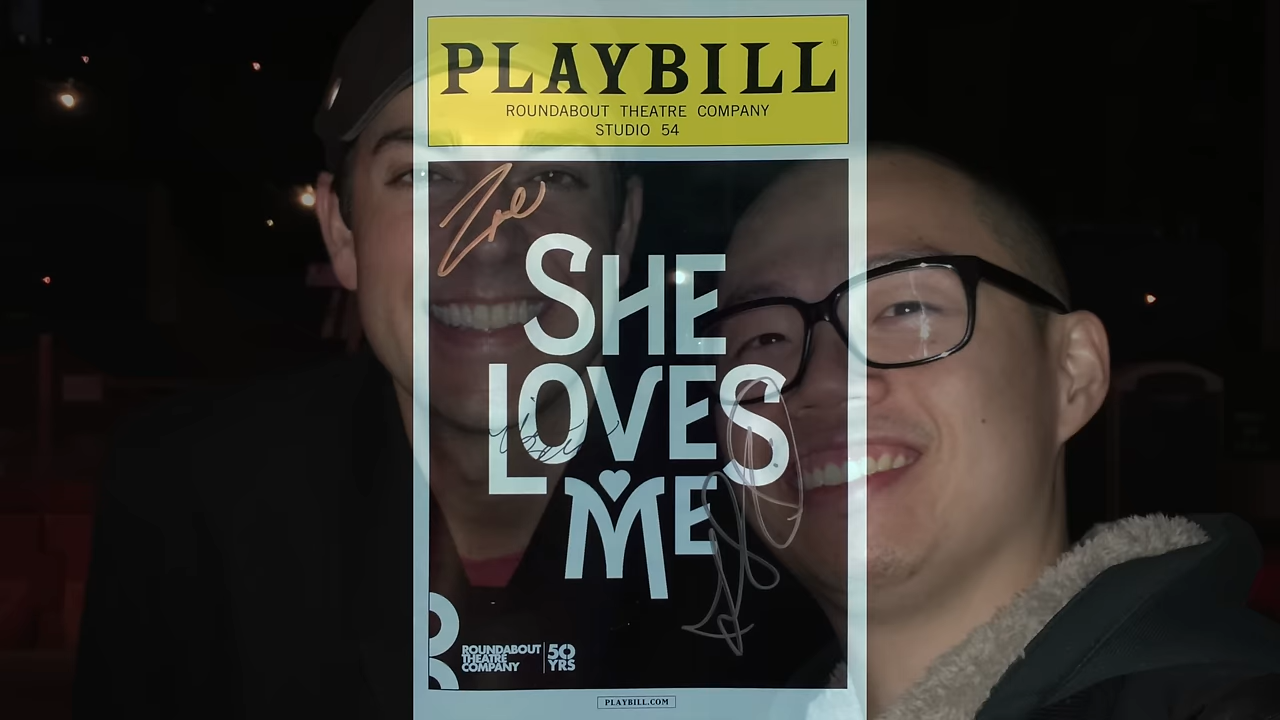 PLAYBILL®
ROUNDABOUT THEATRE COMPANY
STUDIO 54
SHE
LOVES
ME
ROUNDABOUT
THEATRE
COMPANY
50
YRS
PLAYBILL.COM